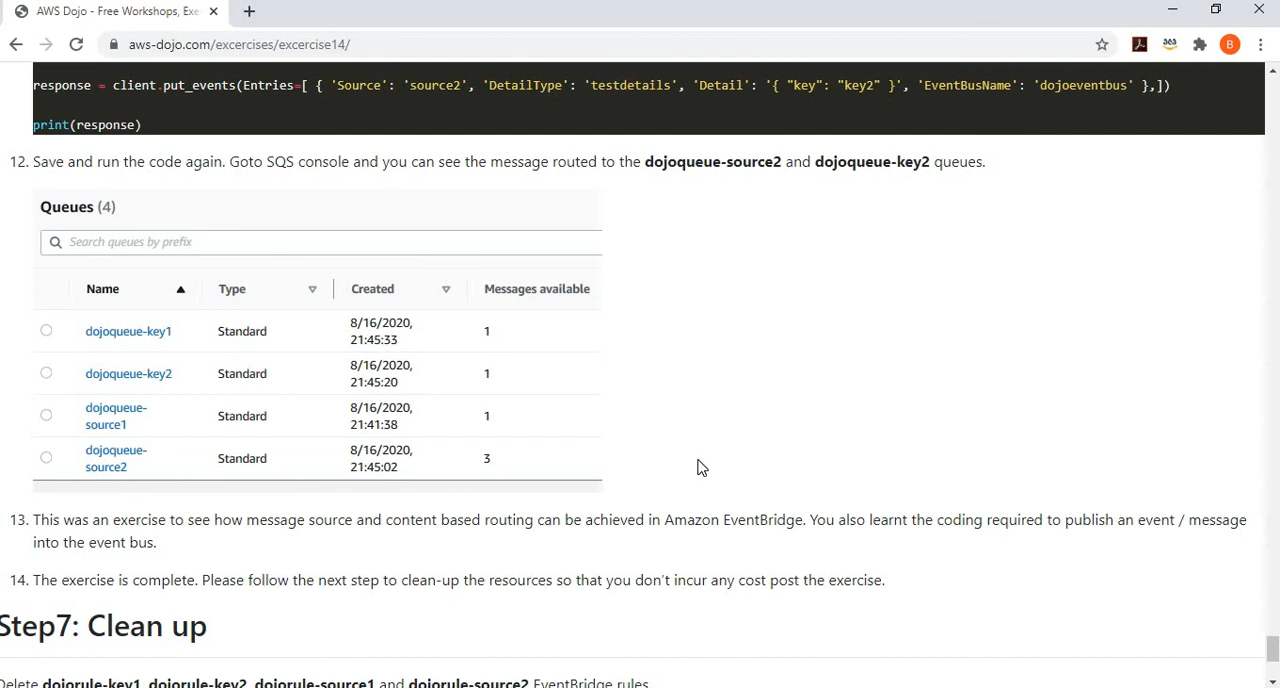 AWS Dojo - Free Workshops, Exe
aws-dojo.com/excercises/excercise14/
B
response = client.put_events(Entries=[ { 'Source': 'source2', 'DetailType': 'testdetails', 'Detail': '{ "key": "key2" }', 'EventBusName': 'dojoeventbus' },])
print(response)
12. Save and run the code again. Goto SQS console and you can see the message routed to the dojoqueue-source2 and dojoqueue-key2 queues.
Queues (4)
Search queues by prefix
Name Type Created Messages available
dojoqueue-key1 Standard 8/16/2020, 21:45:33 1
dojoqueue-key2 Standard 8/16/2020, 21:45:20 1
dojoqueue-source1 Standard 8/16/2020, 21:41:38 1
dojoqueue-source2 Standard 8/16/2020, 21:45:02 3
13. This was an exercise to see how message source and content based routing can be achieved in Amazon EventBridge. You also learnt the coding required to publish an event / message
into the event bus.
14. The exercise is complete. Please follow the next step to clean-up the resources so that you don't incur any cost post the exercise.
Step7: Clean up
Delete dojorule-key1, dojorule-key2, dojorule-source1 and dojorule-source2 EventBridge rules.